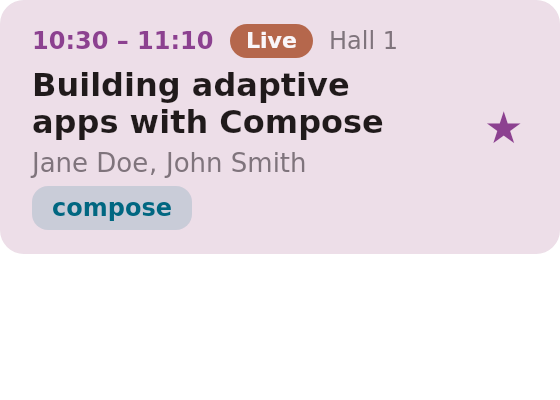 10:30 – 11:10 Live Hall 1
Building adaptive
apps with Compose
Jane Doe, John Smith
compose